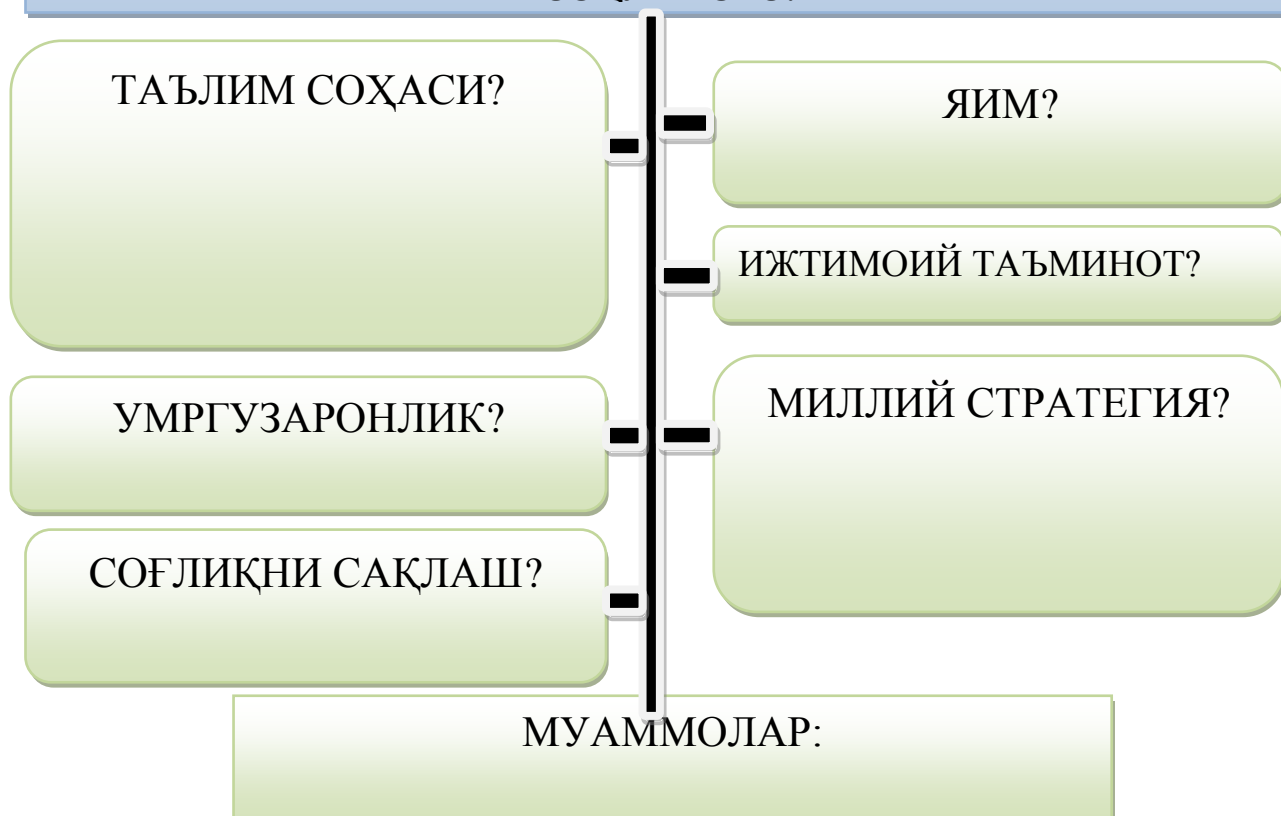 ТАЪЛИМ СОҲАСИ?
ЯИМ?
ИЖТИМОИЙ ТАЪМИНОТ?
УМРГУЗАРОНЛИК?
МИЛЛИЙ СТРАТЕГИЯ?
СОҒЛИҚНИ САҚЛАШ?
МУАММОЛАР: